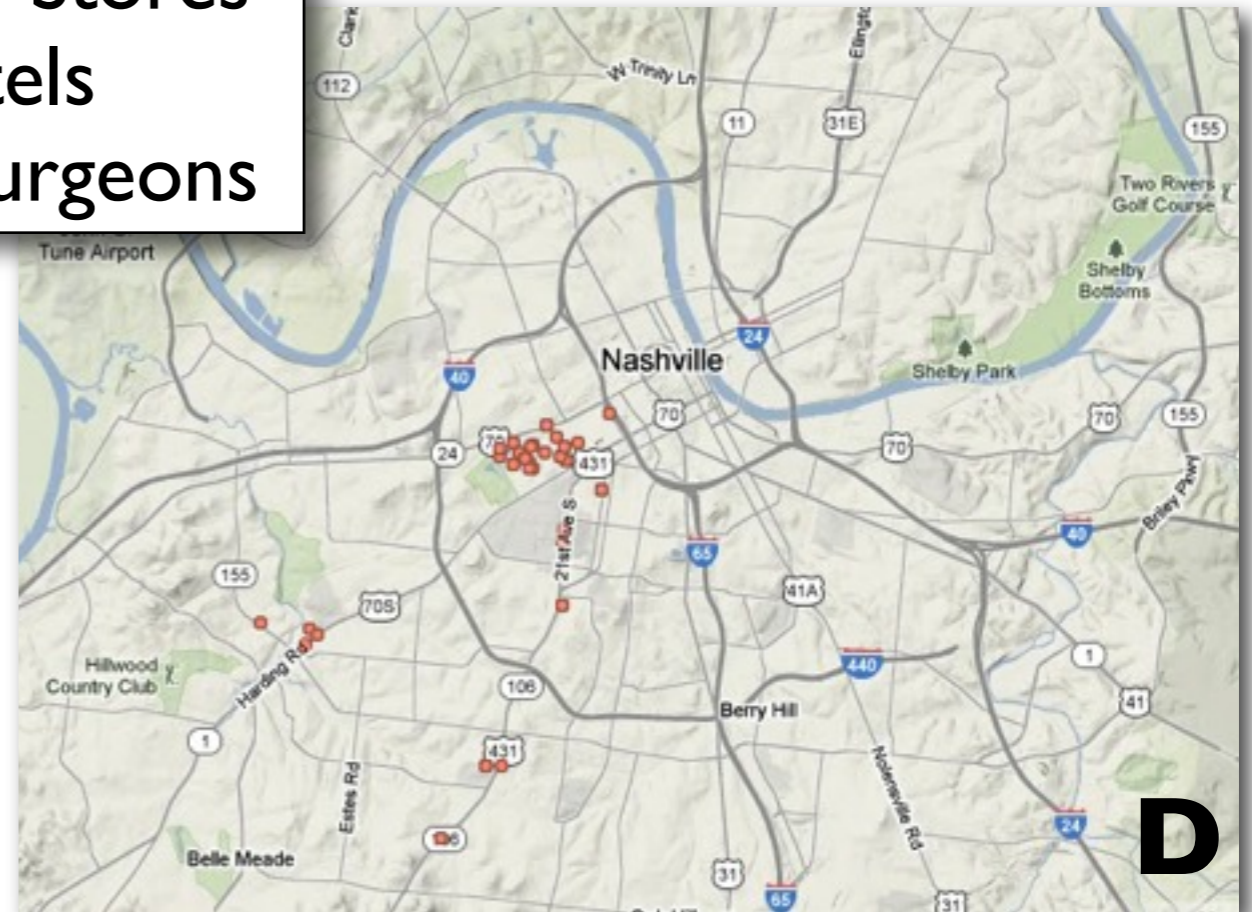 Stores
tels
urgeons
Tune Airport
112
W Trinity Ln
11
31E
155
Two Rivers
Golf Course
Shelby
Bottoms
24
Nashville
Shelby Park
40
70
70
155
24
431
70
21st Ave S
Briley Pkwy
40
65
155
70S
41A
Hillwood
Country Club
Harding Rd
440
1
106
41
Berry Hill
1
431
Nolensville Rd
Estes Rd
24
D
Belle Meade
31
65
31